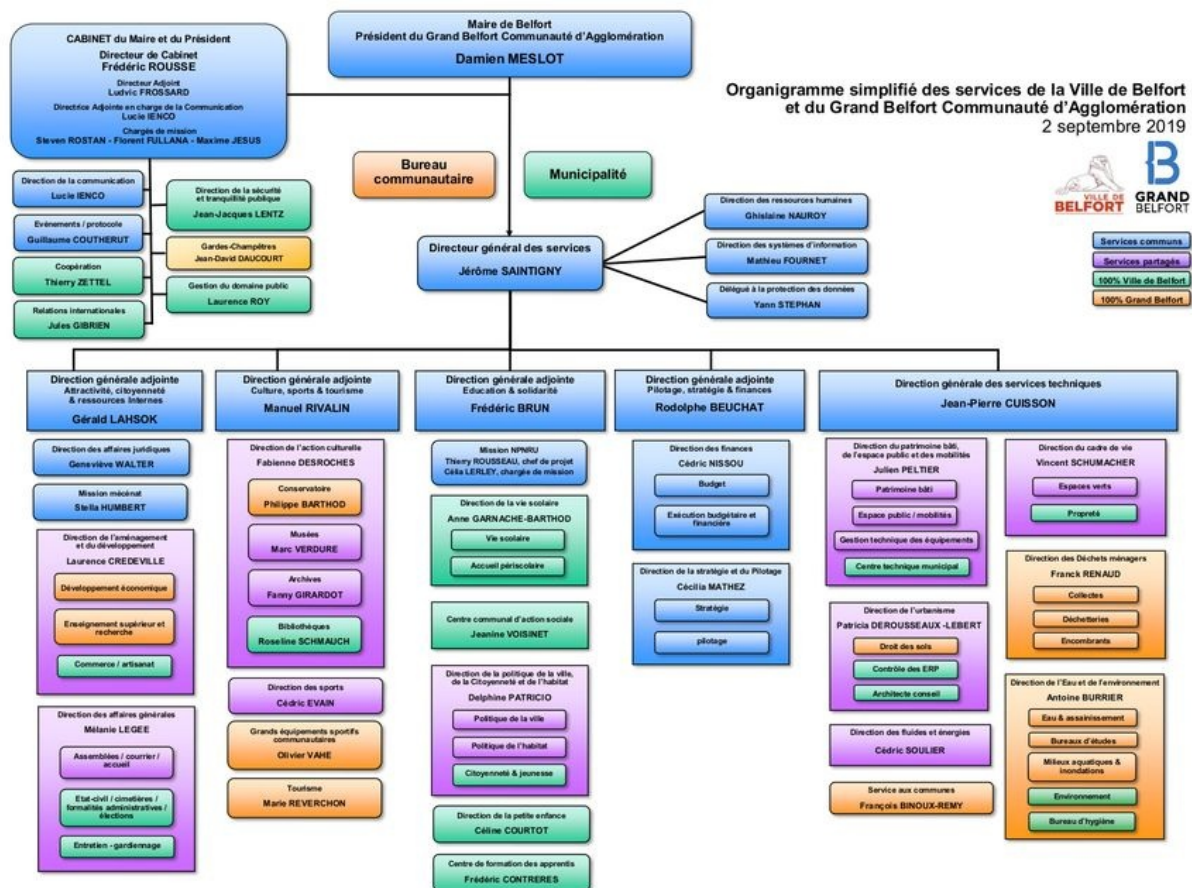 Maire de Belfort
Président du Grand Belfort Communauté d'Agglomération
Damien MESLOT
CABINET du Maire et du Président
Directeur de Cabinet
Frédéric ROUSSE
Directeur Adjoint
Ludvic FROSSARD
Directrice Adjointe en charge de la Communication
Lucie IENCO
Chargés de mission
Steven ROSTAN - Florent FULLANA - Maxime JESUS
Organigramme simplifié des services de la Ville de Belfort
et du Grand Belfort Communauté d'Agglomération
2 septembre 2019
VILLE DE
BELFORT
GRAND
BELFORT
Services communs
Services partagés
100% Ville de Belfort
100% Grand Belfort
Bureau
communautaire
Municipalité
Direction de la communication
Lucie IENCO
Evénements / protocole
Guillaume COUTHERUT
Coopération
Thierry ZETTEL
Relations internationales
Jules GIBRIEN
Direction de la sécurité
et tranquillité publique
Jean-Jacques LENTZ
Gardes-Champêtres
Jean-David DAUCOURT
Gestion du domaine public
Laurence ROY
Directeur général des services
Jérôme SAINTIGNY
Direction des ressources humaines
Ghislaine NAUROY
Direction des systèmes d'information
Mathieu FOURNET
Délégué à la protection des données
Yann STEPHAN
Direction générale adjointe
Attractivité, citoyenneté
& ressources Internes
Gérald LAHSOK
Direction des affaires juridiques
Geneviève WALTER
Mission mécénat
Stella HUMBERT
Direction de l'aménagement
et du développement
Laurence CREDEVILLE
Développement économique
Enseignement supérieur et
recherche
Commerce / artisanat
Direction des affaires générales
Mélanie LEGEE
Assemblées / courrier /
accueil
Etat-civil / cimetières /
formalités administratives /
élections
Entretien - gardiennage
Direction générale adjointe
Culture, sports & tourisme
Manuel RIVALIN
Direction de l'action culturelle
Fabienne DESROCHES
Conservatoire
Philippe BARTHOD
Musées
Marc VERDURE
Archives
Fanny GIRARDOT
Bibliothèques
Roseline SCHMAUCH
Direction des sports
Cédric EVAIN
Grands équipements sportifs
communautaires
Olivier VAHE
Tourisme
Marie REVERCHON
Direction générale adjointe
Education & solidarité
Frédéric BRUN
Mission NPNRU
Thierry ROUSSEAU, chef de projet
Célia LERLEY, chargée de mission
Direction de la vie scolaire
Anne GARNACHE-BARTHOD
Vie scolaire
Accueil périscolaire
Centre communal d'action sociale
Jeanine VOISINET
Direction de la politique de la ville,
de la Citoyenneté et de l'habitat
Delphine PATRICIO
Politique de la ville
Politique de l'habitat
Citoyenneté & jeunesse
Direction de la petite enfance
Céline COURTOT
Centre de formation des apprentis
Frédéric CONTRERES
Direction générale adjointe
Pilotage, stratégie & finances
Rodolphe BEUCHAT
Direction des finances
Cédric NISSOU
Budget
Exécution budgétaire et
financière
Direction de la stratégie et du Pilotage
Cécilia MATHEZ
Stratégie
pilotage
Direction générale des services techniques
Jean-Pierre CUISSON
Direction du patrimoine bâti,
de l'espace public et des mobilités
Julien PELTIER
Patrimoine bâti
Espace public / mobilités
Gestion technique des équipements
Centre technique municipal
Direction de l'urbanisme
Patricia DEROUSSEAUX -LEBERT
Droit des sols
Contrôle des ERP
Architecte conseil
Direction des fluides et énergies
Cédric SOULIER
Service aux communes
François BINOUX-REMY
Direction du cadre de vie
Vincent SCHUMACHER
Espaces verts
Propreté
Direction des Déchets ménagers
Franck RENAUD
Collectes
Déchetteries
Encombrants
Direction de l'Eau et de l'environnement
Antoine BURRIER
Eau & assainissement
Bureaux d'études
Milieux aquatiques &
inondations
Environnement
Bureau d'hygiène